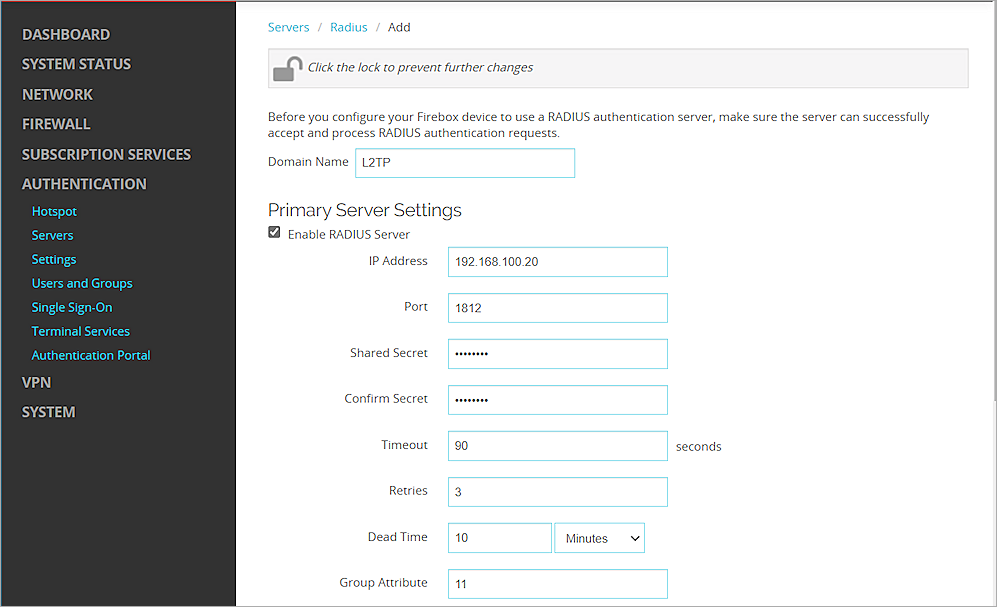 DASHBOARD
SYSTEM STATUS
NETWORK
FIREWALL
SUBSCRIPTION SERVICES
AUTHENTICATION
Hotspot
Servers
Settings
Users and Groups
Single Sign-On
Terminal Services
Authentication Portal
VPN
SYSTEM
Servers / Radius / Add
Click the lock to prevent further changes
Before you configure your Firebox device to use a RADIUS authentication server, make sure the server can successfully
accept and process RADIUS authentication requests.
Domain Name L2TP
Primary Server Settings
Enable RADIUS Server
IP Address 192.168.100.20
Port 1812
Shared Secret ••••••••
Confirm Secret ••••••••
Timeout 90 seconds
Retries 3
Dead Time 10 Minutes
Group Attribute 11